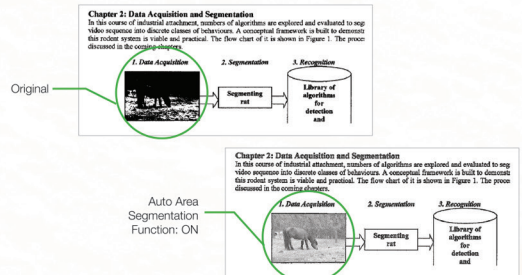 Chapter 2: Data Acquisition and Segmentation
In this course of industrial attachment, numbers of algorithms are explored and evaluated to seg
video sequence into discrete classes of behaviours. A conceptual framework is built to demonstr
this rodent system is viable and practical. The flow chart of it is shown in Figure 1. The proce
discussed in the coming chapters.
1. Data Acquisition 2. Segmentation 3. Recognition
Original
Segmenting
rat
Library of
algorithms
for
detection
and
Chapter 2: Data Acquisition and Segmentation
In this course of industrial attachment, numbers of algorithms are explored and evaluated to seg
video sequence into discrete classes of behaviours. A conceptual framework is built to demonstr
this rodent system is viable and practical. The flow chart of it is shown in Figure 1. The proce
discussed in the coming chapters.
1. Data Acquisition 2. Segmentation 3. Recognition
Auto Area
Segmentation
Function: ON
Segmenting
rat
Library of
algorithms
for
detection
and